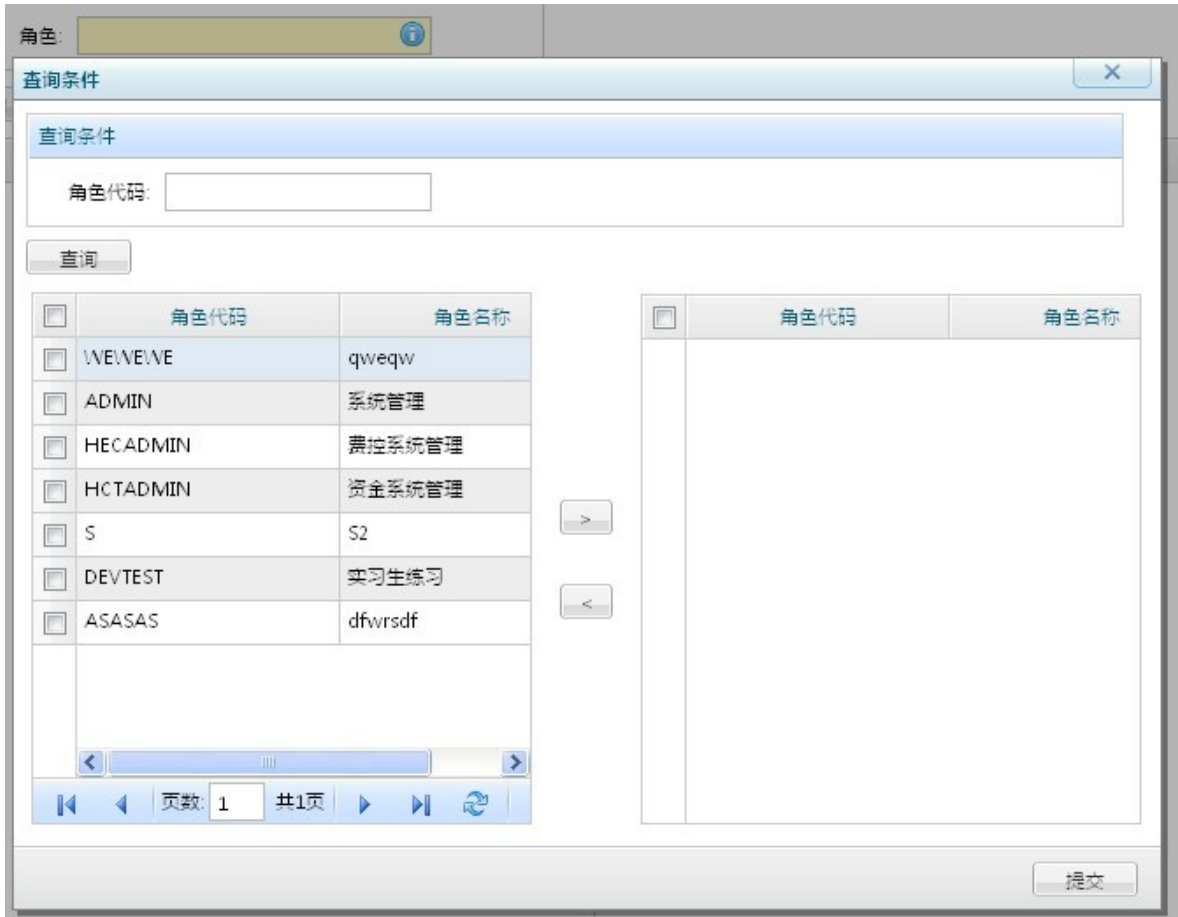 角色:
查询条件
查询条件
角色代码:
查询
角色代码 角色名称
WEWEWE qweqw
ADMIN 系统管理
HECADMIN 费控系统管理
HCTADMIN 资金系统管理
S S2
DEVTEST 实习生练习
ASASAS dfwrsdf
页数: 1 共1页
>
<
角色代码 角色名称
提交